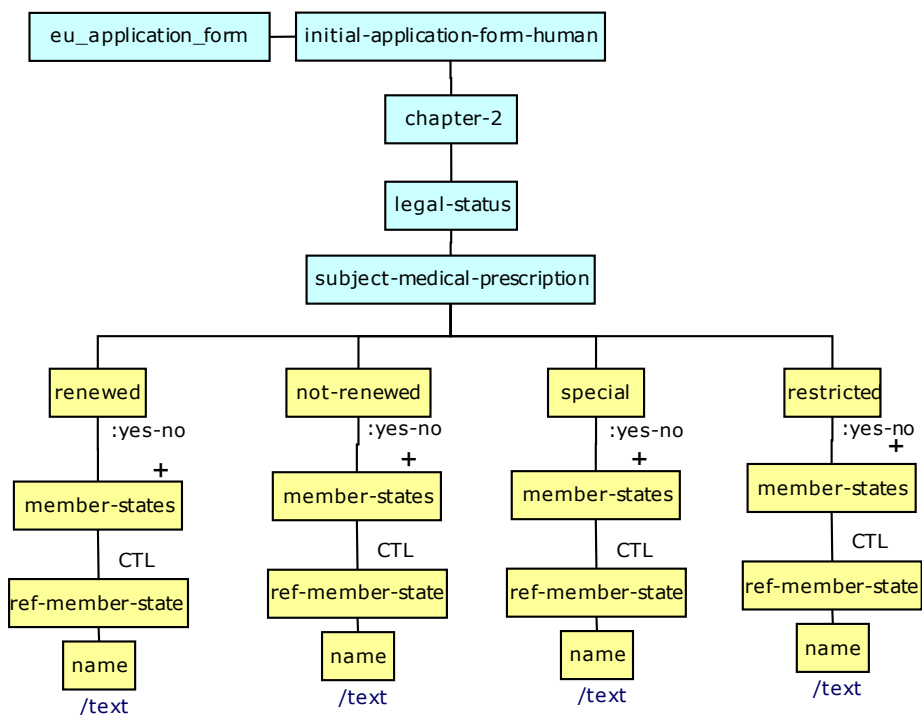 eu_application_form
initial-application-form-human
chapter-2
legal-status
subject-medical-prescription
renewed
not-renewed
special
restricted
:yes-no
:yes-no
:yes-no
:yes-no
+
+
+
+
member-states
member-states
member-states
member-states
CTL
CTL
CTL
CTL
ref-member-state
ref-member-state
ref-member-state
ref-member-state
name
name
name
name
/text
/text
/text
/text